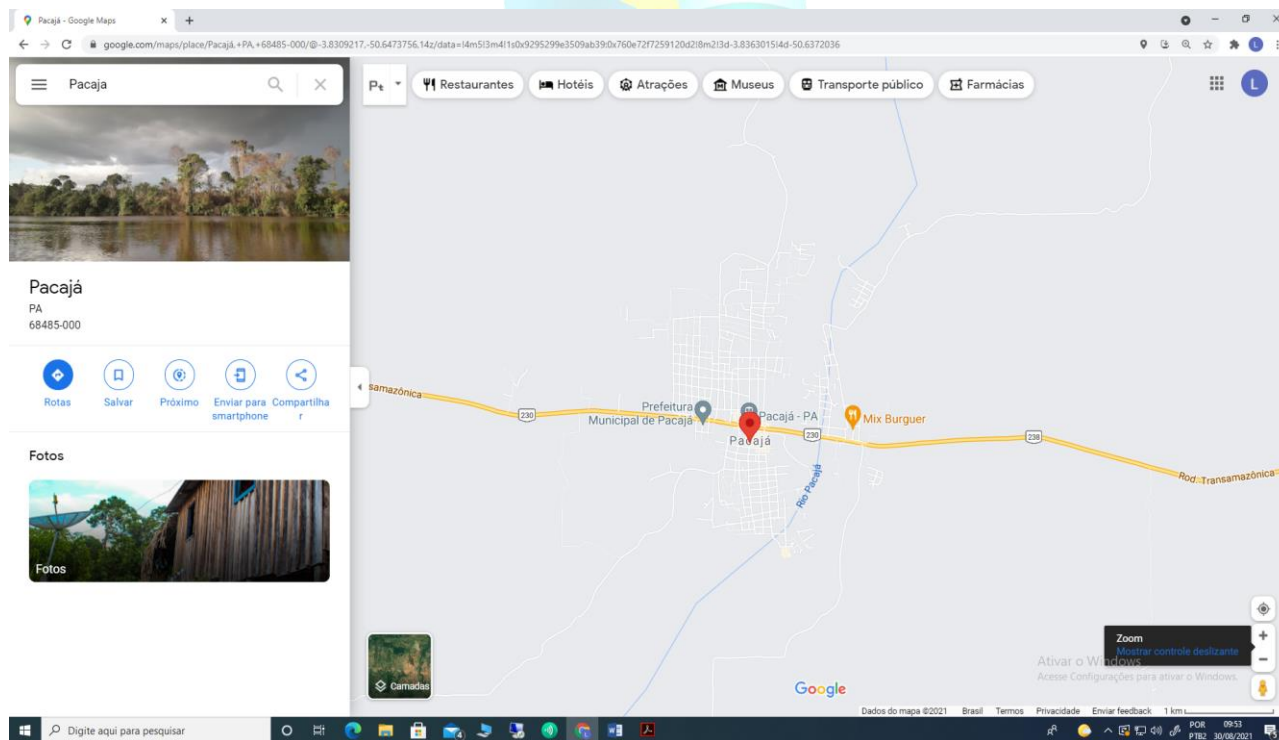 Pacajá - Google Maps
google.com/maps/place/Pacajá,+PA,+68485-000/@-3.8309217,-50.6473756,14z/data=!4m5!3m4!1s0x9295299e3509ab39:0x760e72f7259120d2!8m2!3d-3.8363015!4d-50.6372036
L
Pacaja
Restaurantes
Hotéis
Atrações
Museus
Transporte público
Farmácias
L
Pacajá
PA
68485-000
Rotas
Salvar
Próximo
Enviar para
smartphone
Compartilha
r
Fotos
Fotos
samazônica
230
Prefeitura
Municipal de Pacajá
Pacajá - PA
Pacajá
230
Mix Burguer
230
Rod. Transamazônica
Rio Pacajá
Camadas
Google
Zoom
Mostrar controle deslizante
Ativar o Windows
Acesse Configurações para ativar o Windows.
Dados do mapa ©2021 Brasil Termos Privacidade Enviar feedback 1 km
Digite aqui para pesquisar
POR
PTB2
09:53
30/08/2021